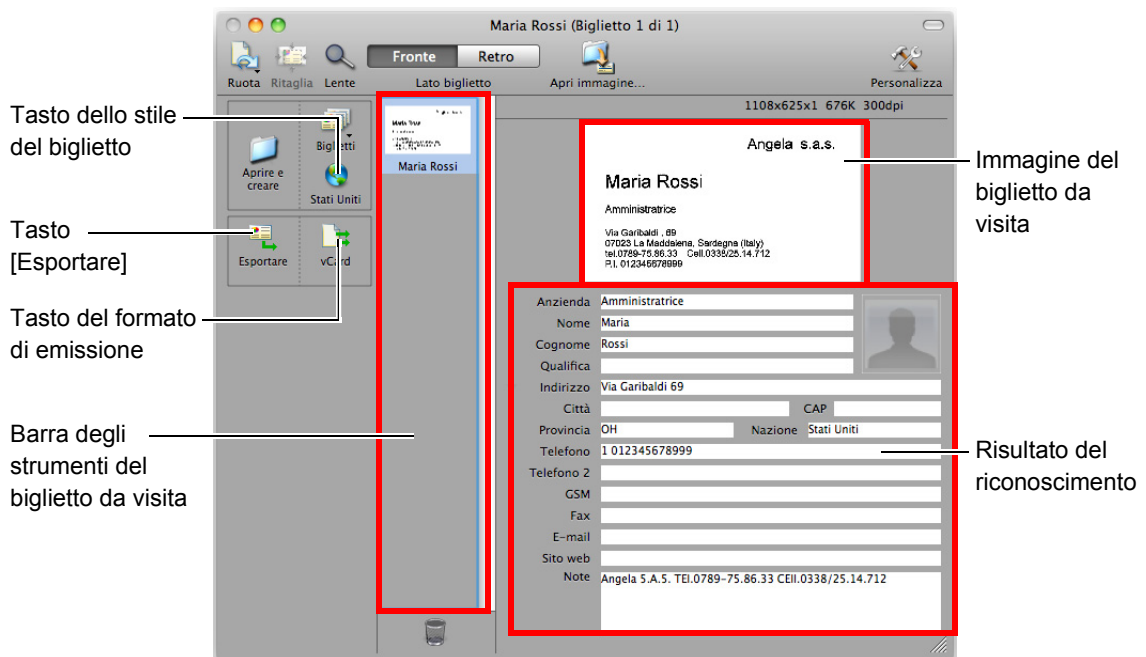 Maria Rossi (Biglietto 1 di 1)
Ruota Ritaglia Lente
Fronte Retro
Lato biglietto
Apri immagine...
Personalizza
1108x625x1 676K 300dpi
Tasto dello stile
del biglietto
Tasto
[Esportare]
Tasto del formato
di emissione
Barra degli
strumenti del
biglietto da visita
Aprire e
creare
Biglietti
Stati Uniti
Esportare
vCard
Maria Rossi
Angela s.a.s.
Maria Rossi
Amministratrice
Via Garibaldi , 69
07023 La Maddalena, Sardegna (Italy)
tel.0789-75.86.33 Cell.0338/25.14.712
P.I. 012345678999
Immagine del
biglietto da
visita
Anzienda Amministratrice
Nome Maria
Cognome Rossi
Qualifica
Indirizzo Via Garibaldi 69
Città CAP
Provincia OH Nazione Stati Uniti
Telefono 1 012345678999
Telefono 2
GSM
Fax
E-mail
Sito web
Note Angela S.A.S. TEl.0789-75.86.33 CEll.0338/25.14.712
Risultato del
riconoscimento